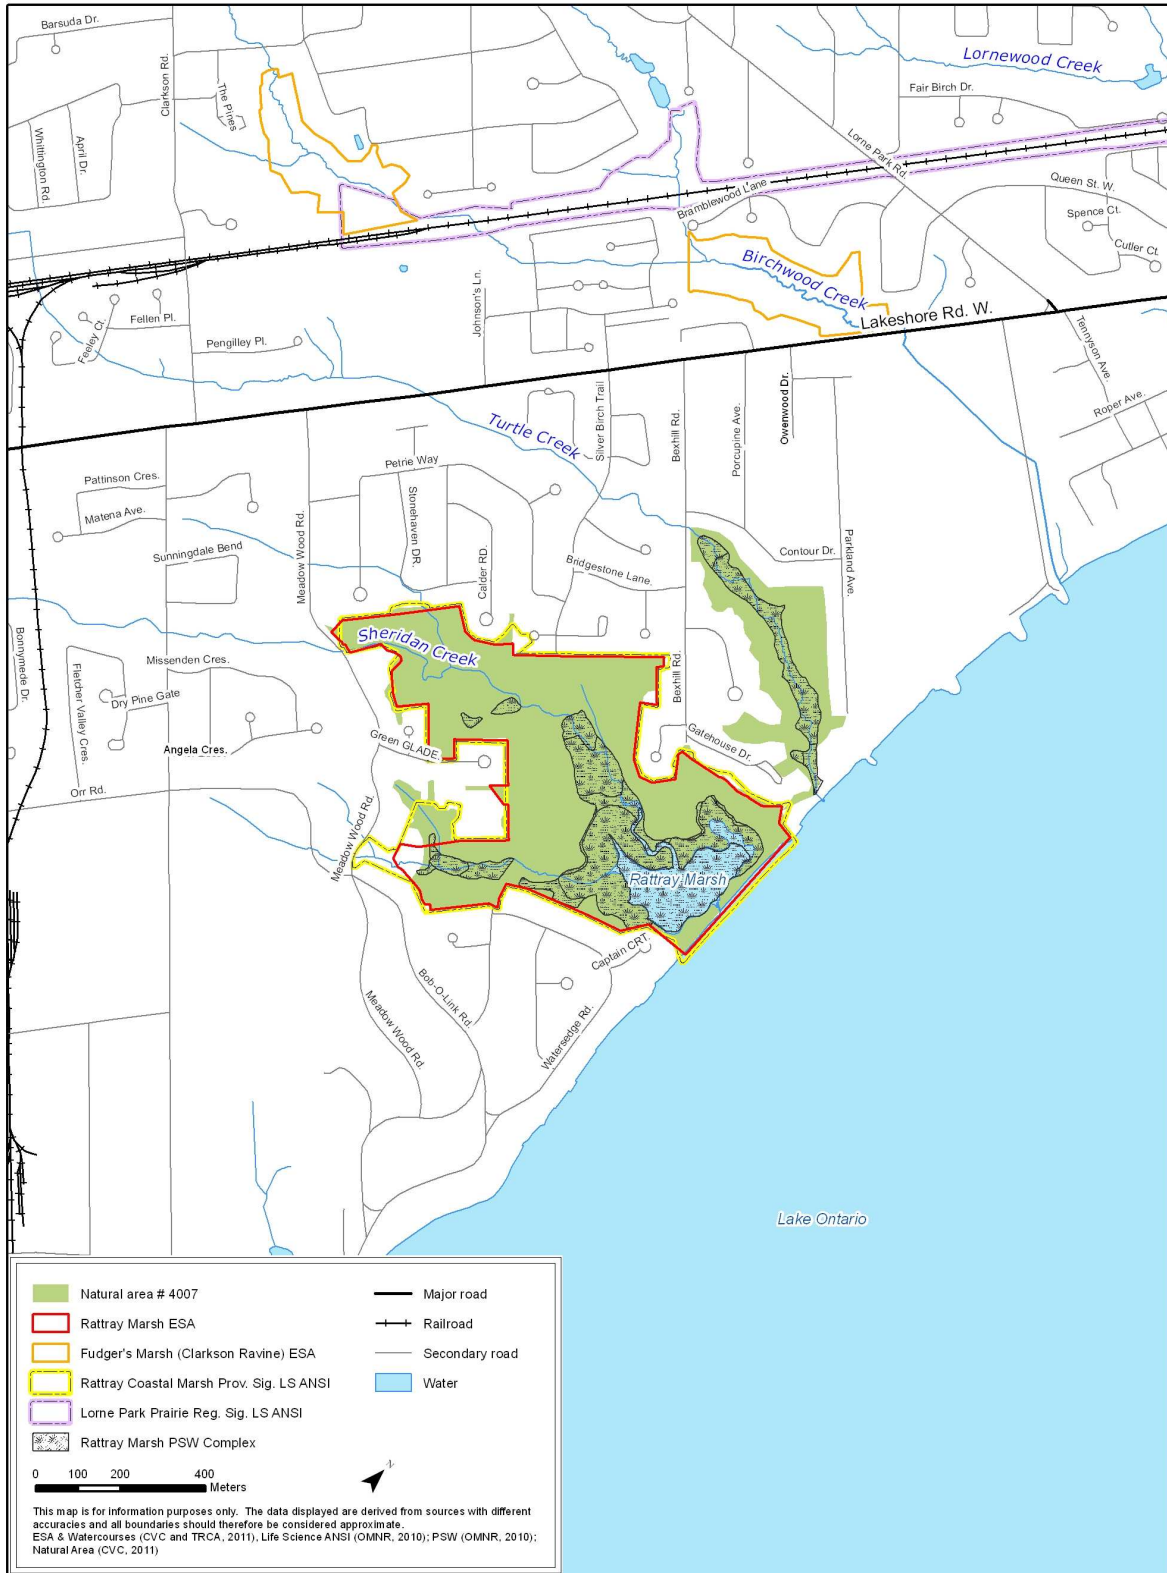 Barsuda Dr.
Clarkson Rd.
The Pines
Whittington Rd.
April Dr.
Lornewood Creek
Fair Birch Dr.
Lorne Park Rd.
Bramblewood Lane
Queen St. W.
Spence Ct.
Cutler Ct.
Birchwood Creek
Lakeshore Rd. W.
Johnson's Ln.
Fellen Pl.
Feeley Ct.
Pengilley Pl.
Tennyson Ave.
Roper Ave.
Turtle Creek
Silver Birch Trail
Bexhill Rd.
Porcupine Ave.
Owenwood Dr.
Petrie Way
Pattinson Cres.
Matena Ave.
Sunningdale Bend
Meadow Wood Rd.
Stonehaven DR.
Calder RD.
Bridgestone Lane.
Contour Dr.
Parkland Ave.
Sheridan Creek
Bonnymede Dr.
Fletcher Valley Cres.
Missenden Cres.
Dry Pine Gate
Angela Cres.
Bexhill Rd.
Green GLADE.
Gatehouse Dr.
Orr Rd.
Meadow Wood Rd.
Rattray Marsh
Captain CRT.
Bob-O-Link Rd.
Meadow Wood Rd.
Watersedge Rd.
Lake Ontario
Natural area # 4007
Rattray Marsh ESA
Fudger's Marsh (Clarkson Ravine) ESA
Rattray Coastal Marsh Prov. Sig. LS ANSI
Lorne Park Prairie Reg. Sig. LS ANSI
Rattray Marsh PSW Complex
Major road
Railroad
Secondary road
Water
0 100 200 400
Meters
N
This map is for information purposes only. The data displayed are derived from sources with different
accuracies and all boundaries should therefore be considered approximate.
ESA & Watercourses (CVC and TRCA, 2011), Life Science ANSI (OMNR, 2010); PSW (OMNR, 2010);
Natural Area (CVC, 2011)